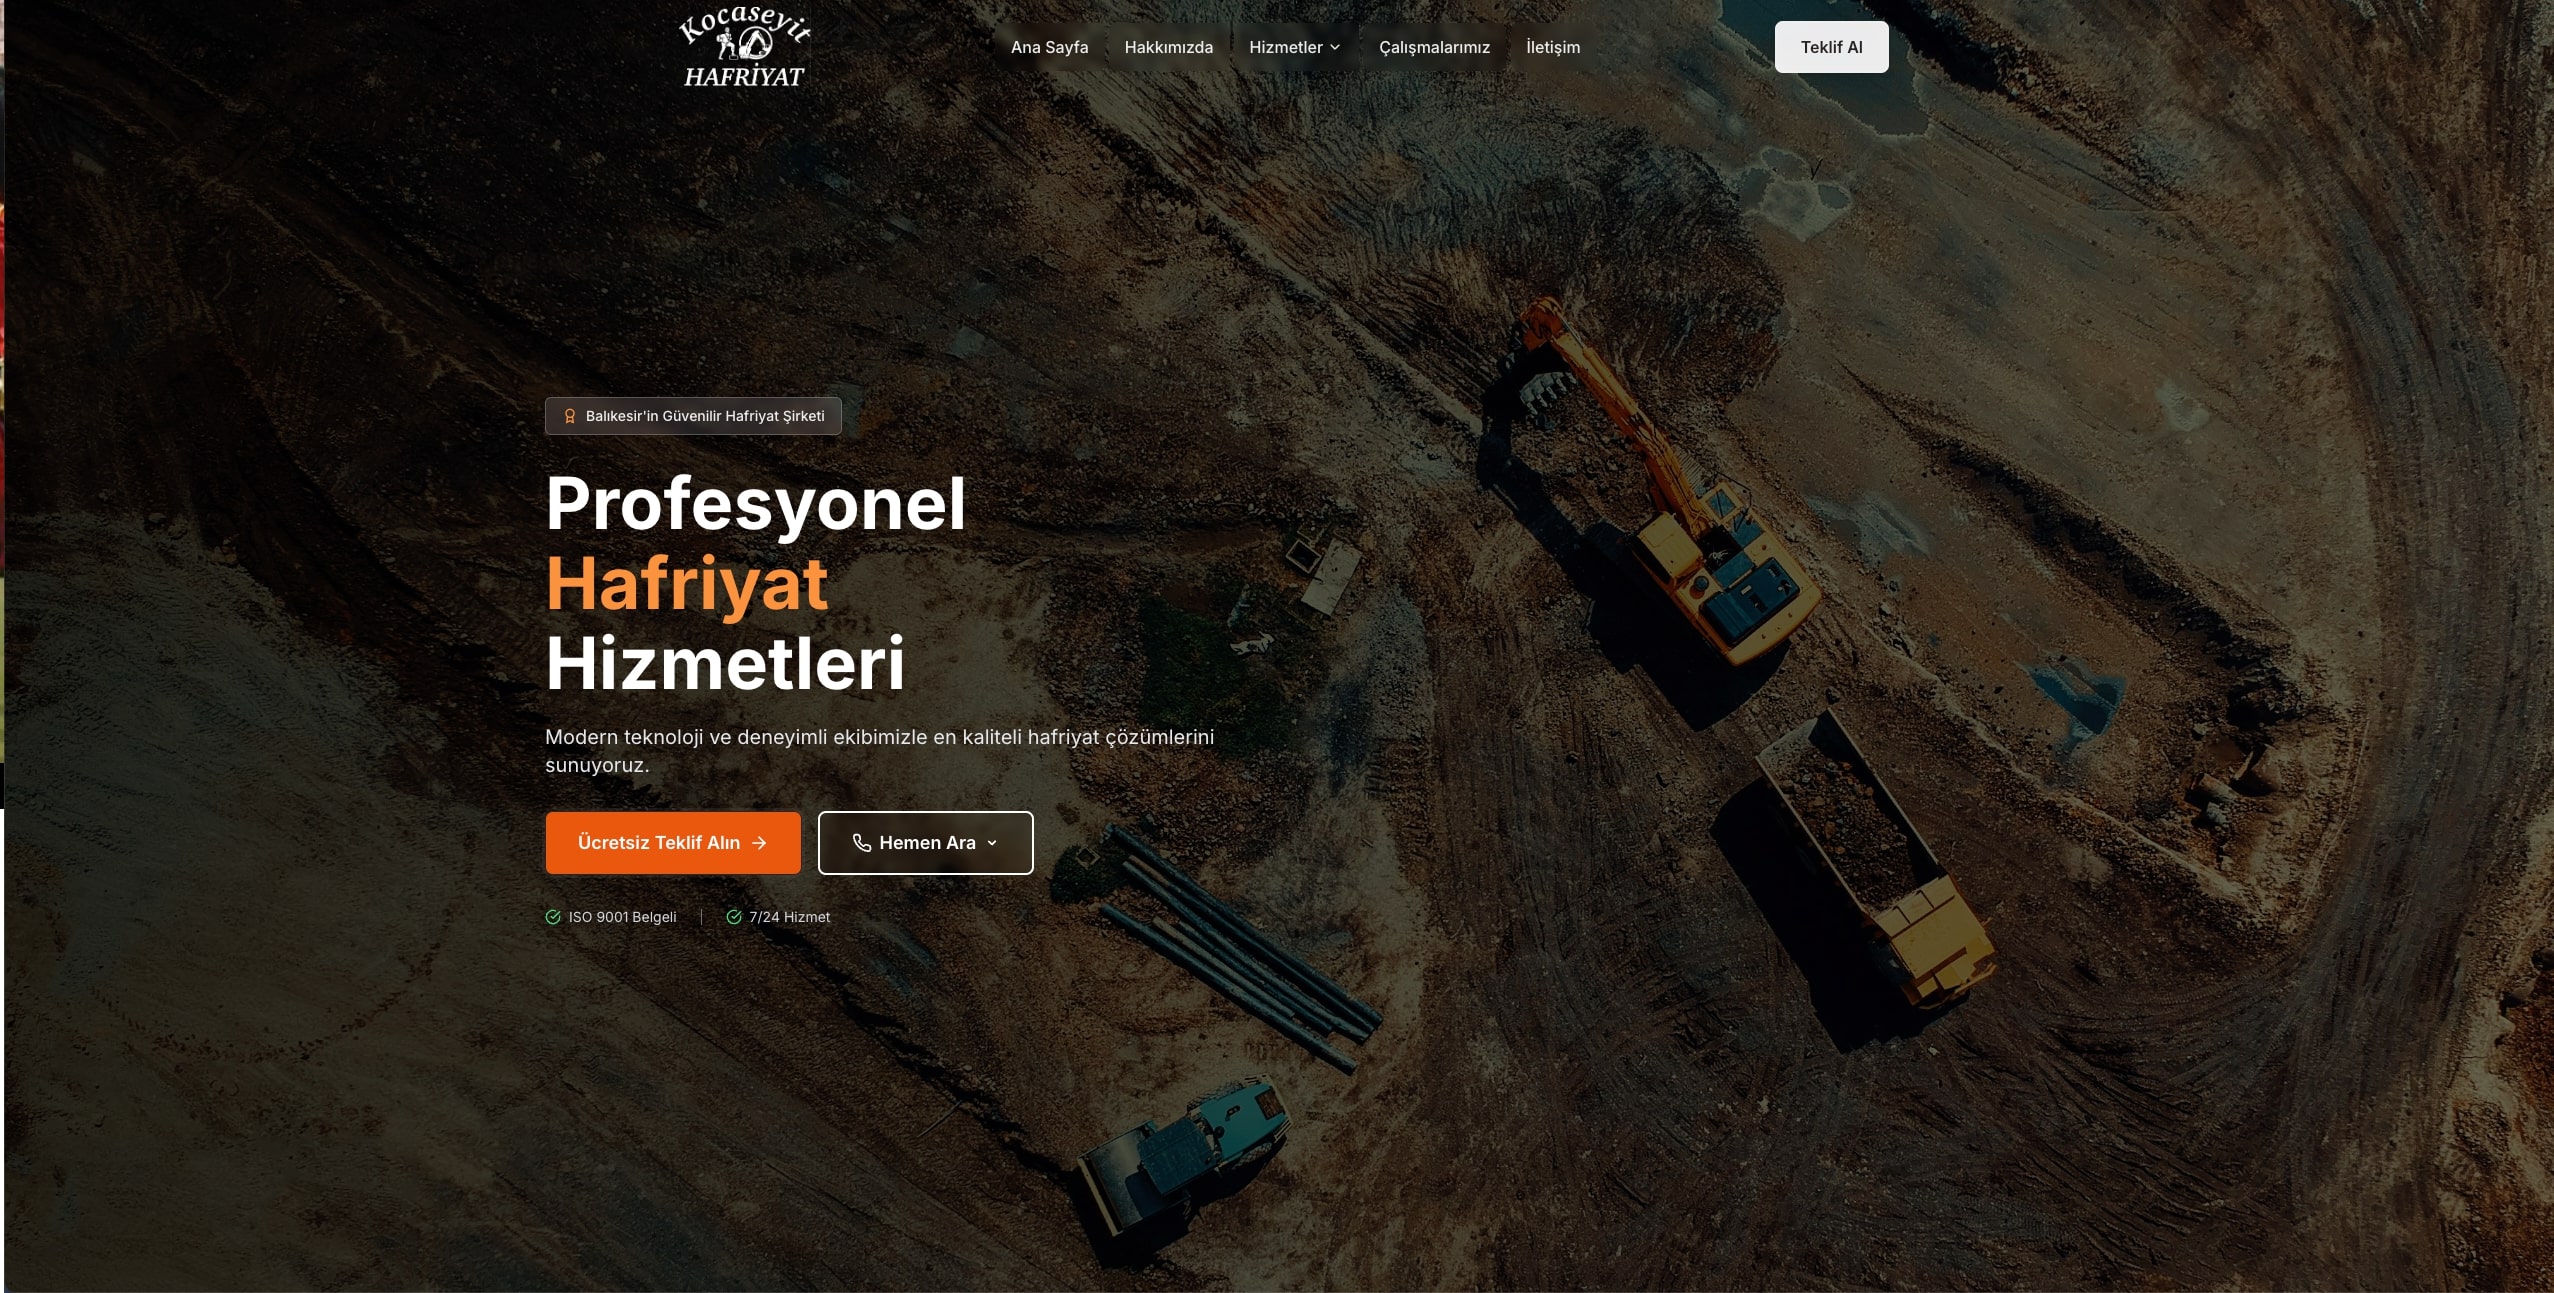 Kocaseyit
HAFRİYAT
Ana Sayfa
Hakkımızda
Hizmetler
Çalışmalarımız
İletişim
Teklif Al
Balıkesir'in Güvenilir Hafriyat Şirketi
Profesyonel
Hafriyat
Hizmetleri
Modern teknoloji ve deneyimli ekibimizle en kaliteli hafriyat çözümlerini
sunuyoruz.
Ücretsiz Teklif Alın
Hemen Ara
ISO 9001 Belgeli
7/24 Hizmet